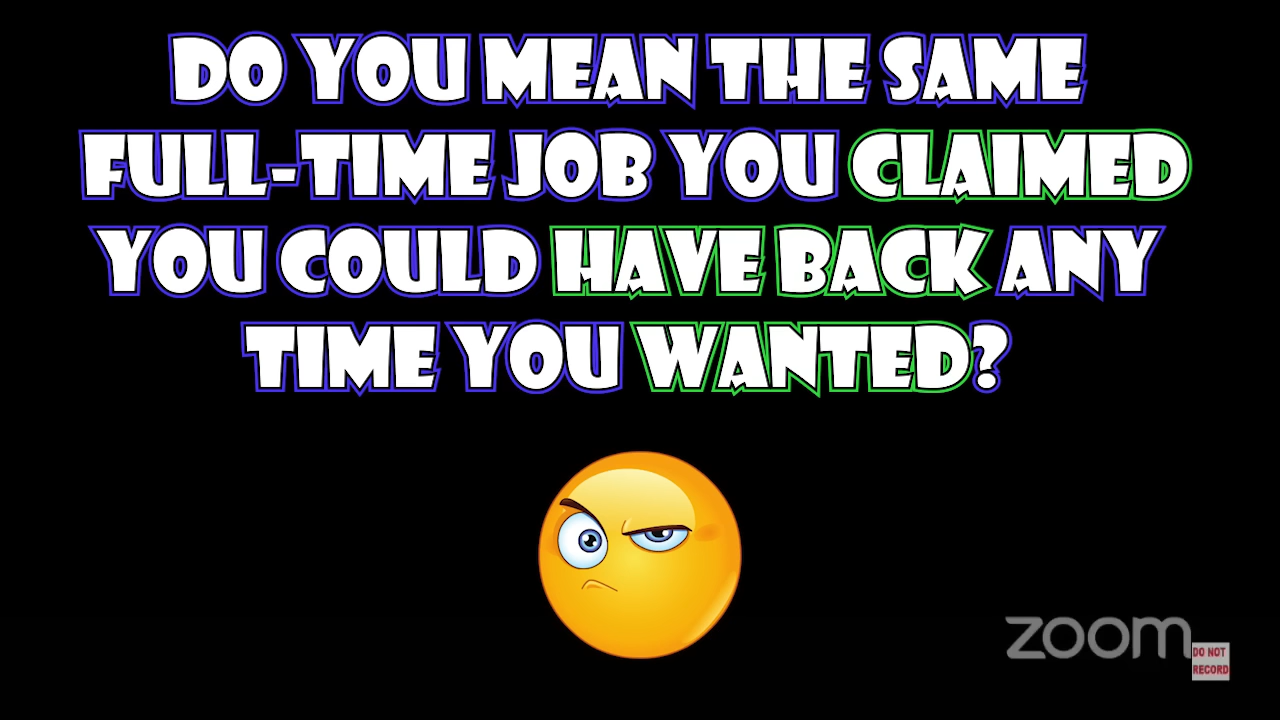 DO YOU MEAN THE SAME
FULL-TIME JOB YOU CLAIMED
YOU COULD HAVE BACK ANY
TIME YOU WANTED?
zoom
DO NOT
RECORD